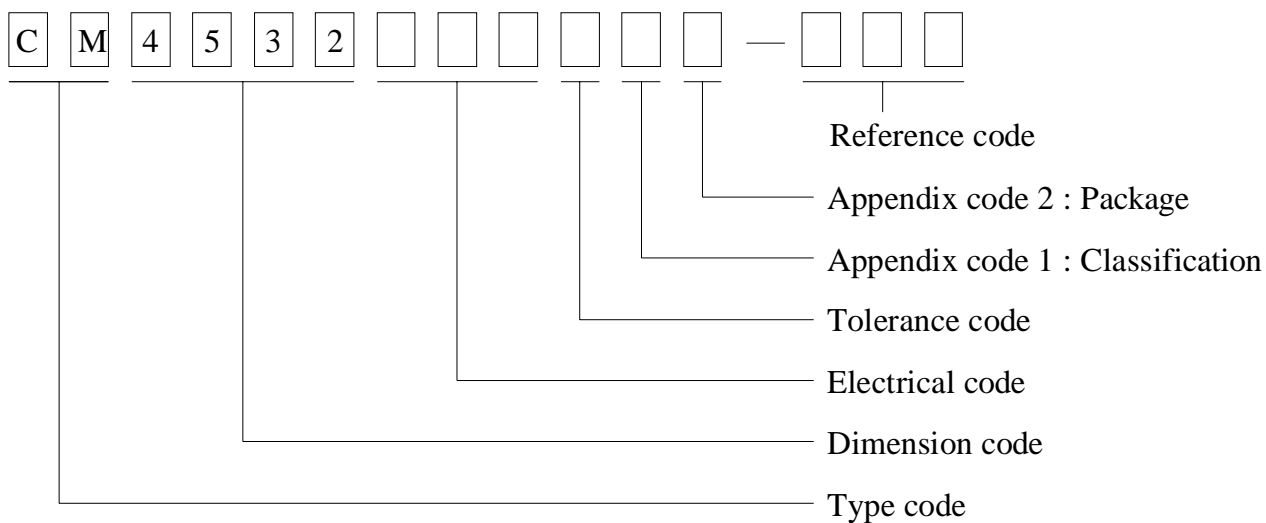 C M 4 5 3 2 —
Reference code
Appendix code 2 : Package
Appendix code 1 : Classification
Tolerance code
Electrical code
Dimension code
Type code